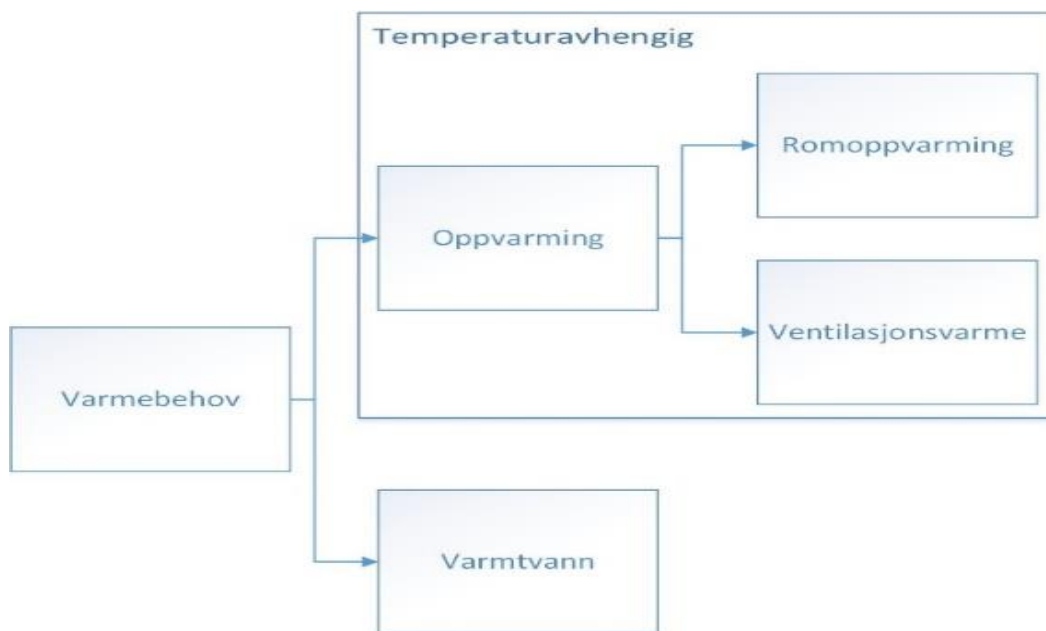 Temperaturavhengig
Romoppvarming
Oppvarming
Ventilasjonsvarme
Varmebehov
Varmtvann